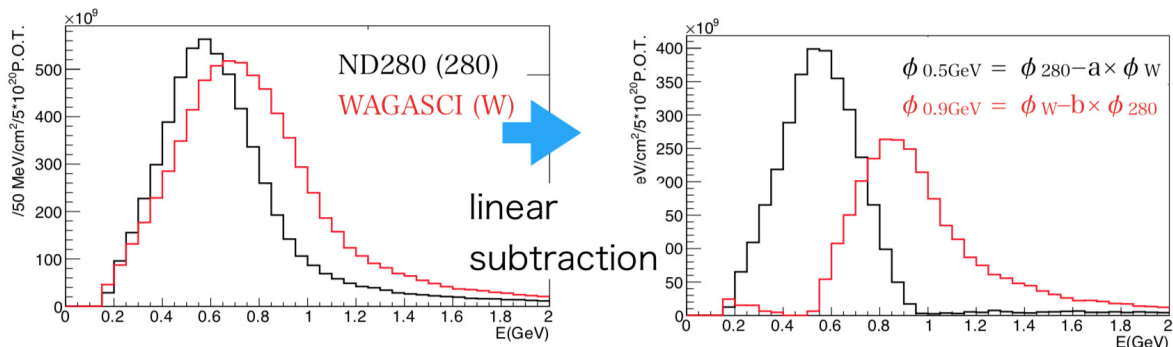 ×10⁹
/50 MeV/cm²/5*10²⁰P.O.T.
500
400
300
200
100
0
0 0.2 0.4 0.6 0.8 1 1.2 1.4 1.6 1.8 2
E(GeV)
ND280 (280)
WAGASCI (W)
linear
subtraction
×10⁹
eV/cm²/5*10²⁰P.O.T.
400
350
300
250
200
50
00
50
0
0 0.2 0.4 0.6 0.8 1 1.2 1.4 1.6 1.8 2
E(GeV)
ϕ 0.5GeV = ϕ 280−a× ϕ W
ϕ 0.9GeV = ϕ W−b× ϕ 280